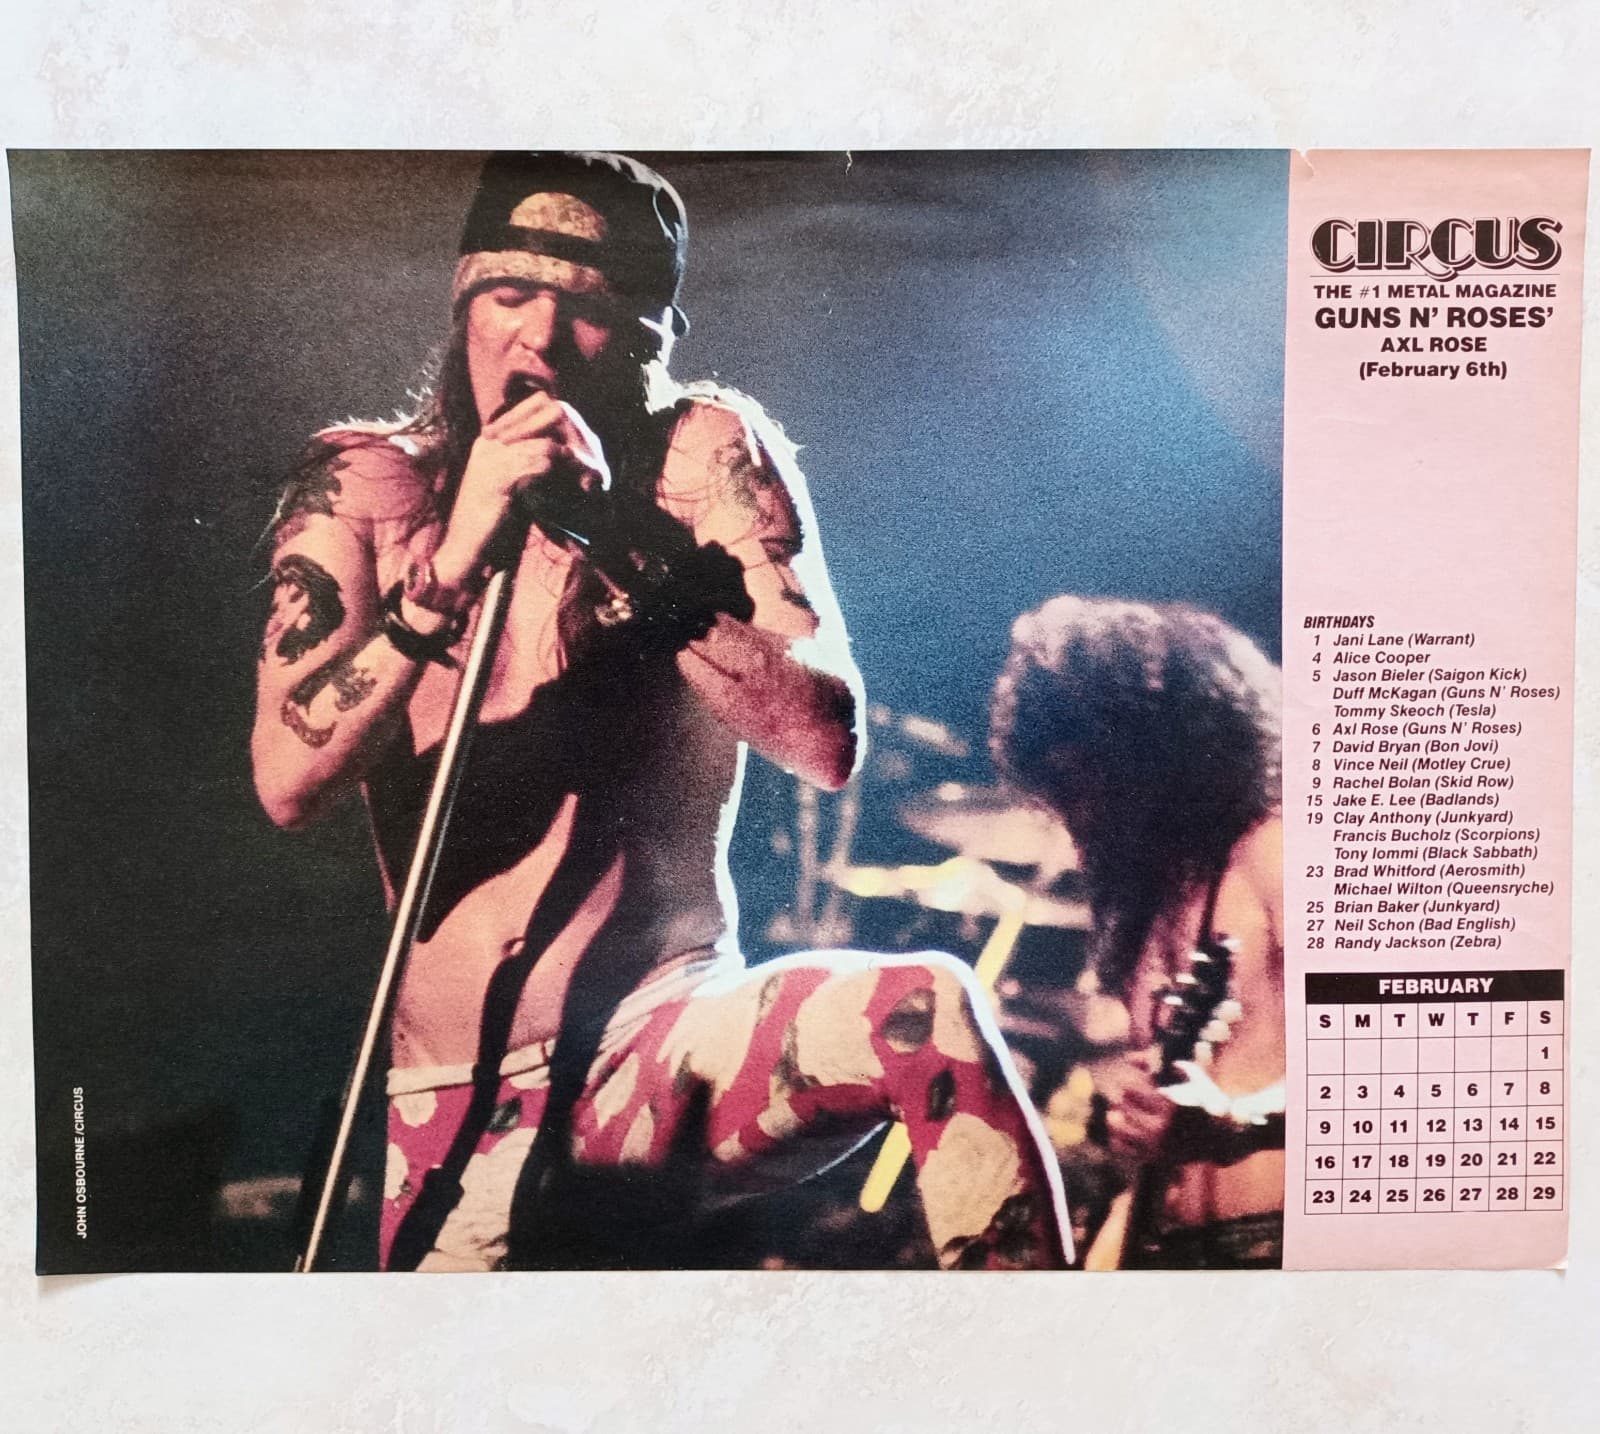 CIRCUS
THE #1 METAL MAGAZINE
GUNS N' ROSES'
AXL ROSE
(February 6th)
BIRTHDAYS
1 Jani Lane (Warrant)
4 Alice Cooper
5 Jason Bieler (Saigon Kick)
Duff McKagan (Guns N' Roses)
Tommy Skeoch (Tesla)
6 Axl Rose (Guns N' Roses)
7 David Bryan (Bon Jovi)
8 Vince Neil (Motley Crue)
9 Rachel Bolan (Skid Row)
15 Jake E. Lee (Badlands)
19 Clay Anthony (Junkyard)
Francis Bucholz (Scorpions)
Tony Iommi (Black Sabbath)
23 Brad Whitford (Aerosmith)
Michael Wilton (Queensryche)
25 Brian Baker (Junkyard)
27 Neil Schon (Bad English)
28 Randy Jackson (Zebra)
FEBRUARY
S M T W T F S
1
2 3 4 5 6 7 8
9 10 11 12 13 14 15
16 17 18 19 20 21 22
23 24 25 26 27 28 29
JOHN OSBOURNE/CIRCUS